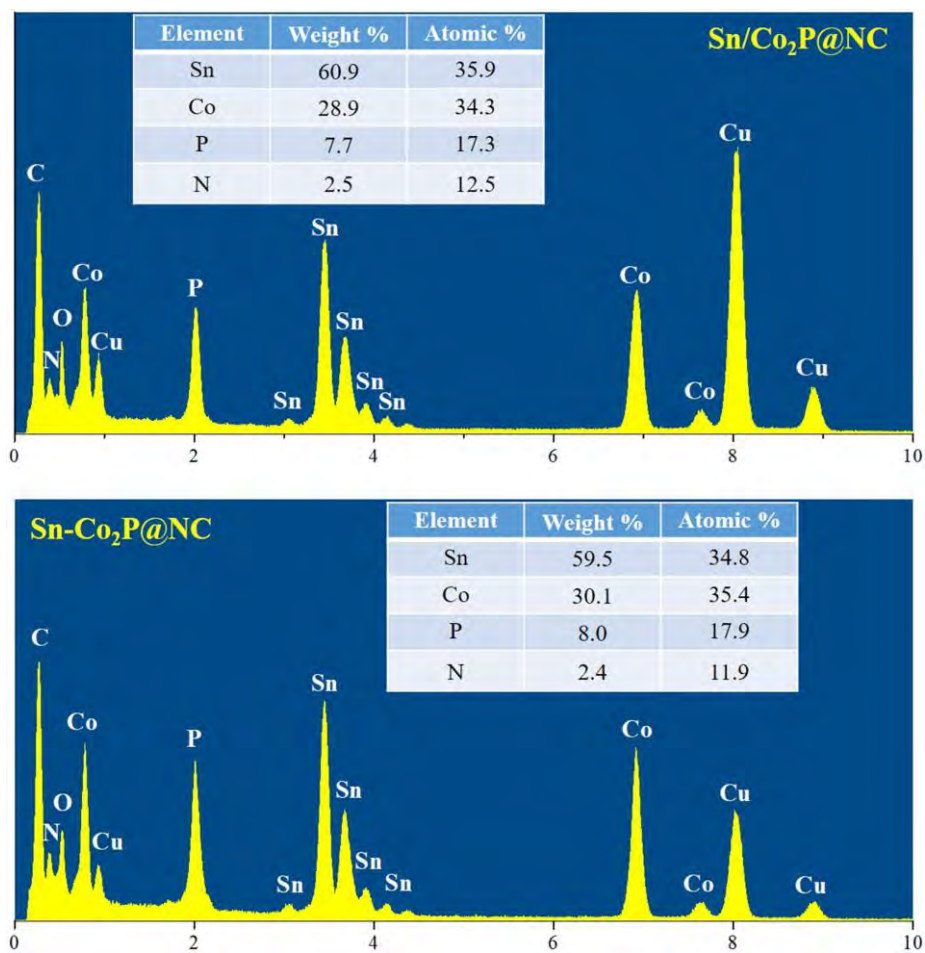 Element Weight % Atomic %
Sn 60.9 35.9
Co 28.9 34.3
P 7.7 17.3
N 2.5 12.5
Sn/Co₂P@NC
C
N
O
Co
Cu
P
Sn
Sn
Sn
Sn
Sn
Co
Co
Cu
Cu
0 2 4 6 8 10
Sn-Co₂P@NC
Element Weight % Atomic %
Sn 59.5 34.8
Co 30.1 35.4
P 8.0 17.9
N 2.4 11.9
C
N
O
Co
Cu
P
Sn
Sn
Sn
Sn
Sn
Co
Co
Cu
Cu
0 2 4 6 8 10